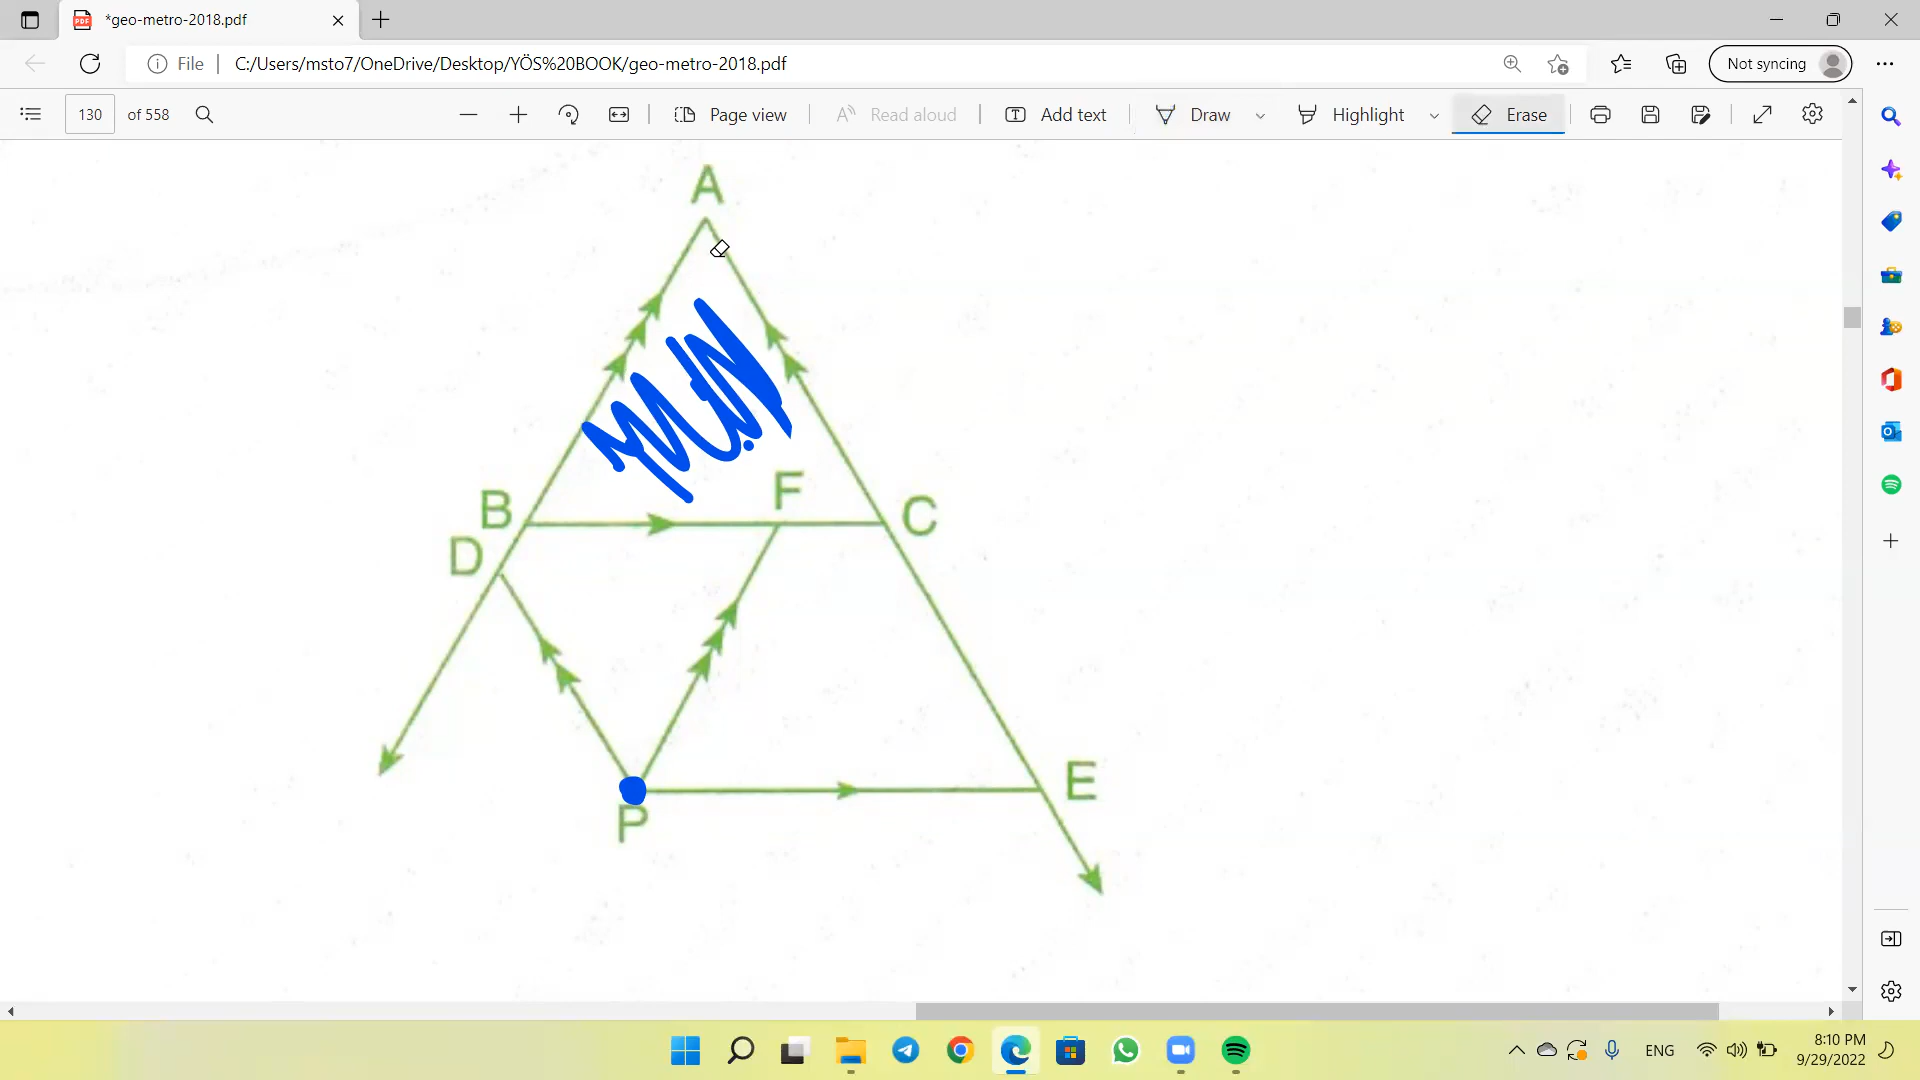 *geo-metro-2018.pdf
File
C:/Users/msto7/OneDrive/Desktop/YÖS%20BOOK/geo-metro-2018.pdf
Not syncing
130 of 558
Page view
Read aloud
Add text
Draw
Highlight
Erase
A
B
F
C
D
E
P
ENG
8:10 PM
9/29/2022